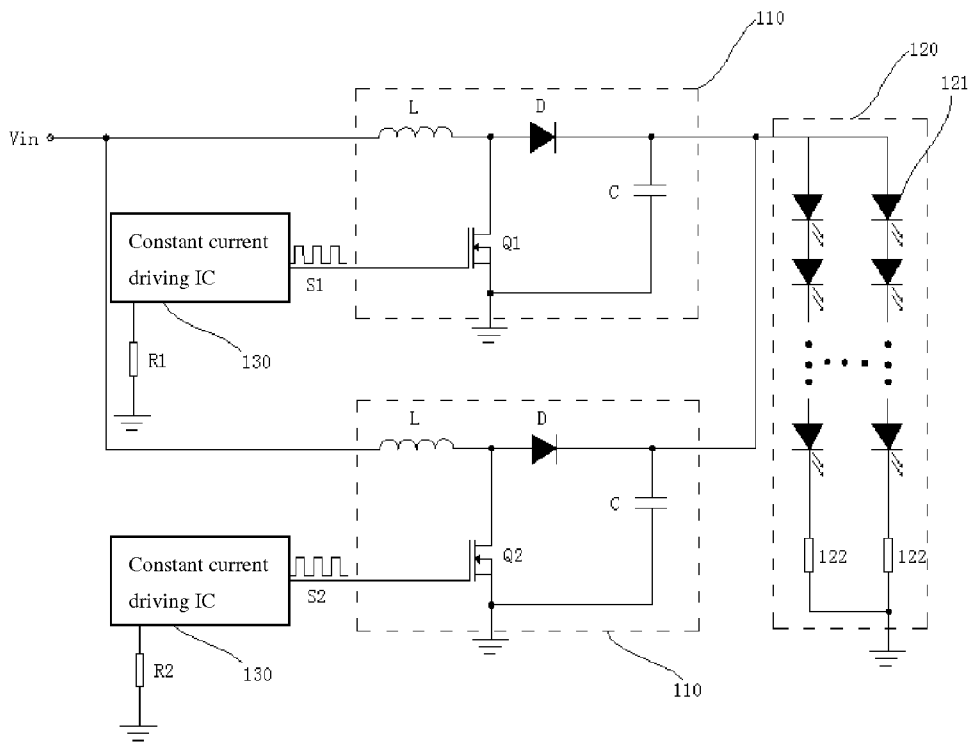 110
120
121
L
D
Vin
C
Constant current
driving IC
S1
Q1
R1
130
L
D
C
Constant current
driving IC
S2
Q2
122
122
R2
130
110